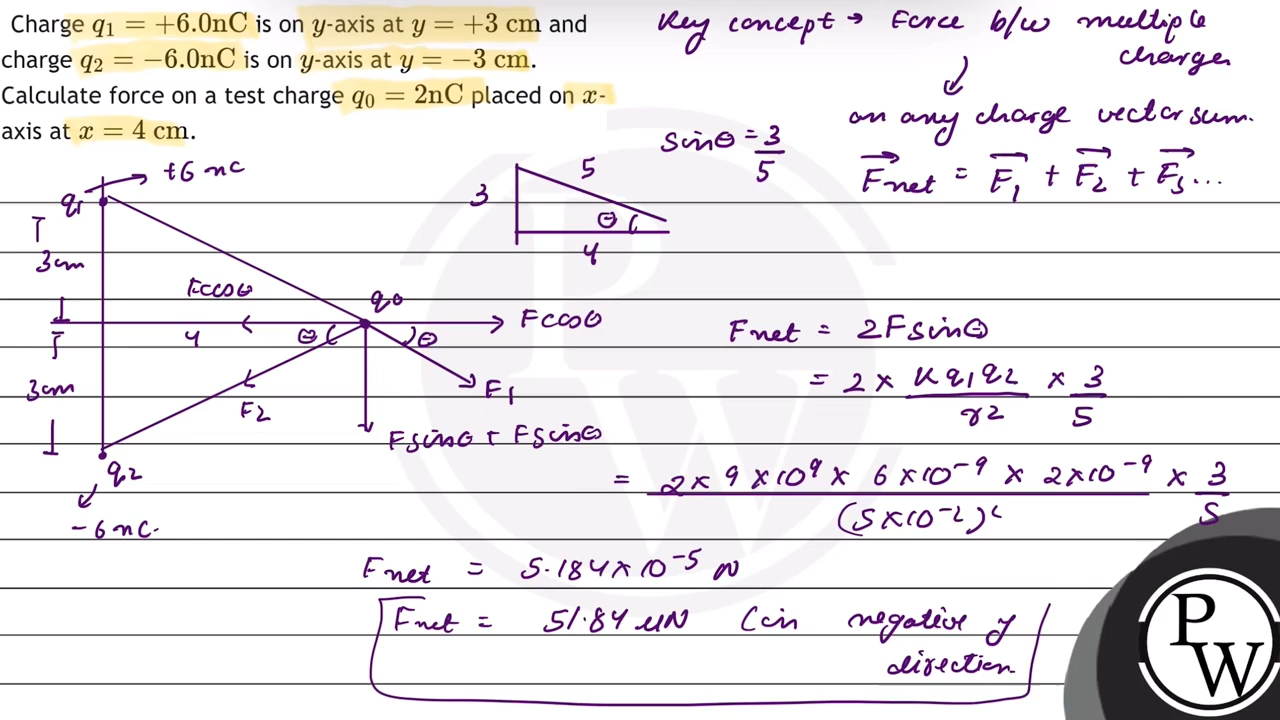 Charge q₁ = +6.0nC is on y-axis at y = +3 cm and
charge q₂ = −6.0nC is on y-axis at y = −3 cm.
Calculate force on a test charge q₀ = 2nC placed on x-
axis at x = 4 cm.
Key concept → Force b/w multiple
charges
on any charge vector sum.
F⃗net = F⃗₁ + F⃗₂ + F⃗₃...
sinθ = 3/5
5
3
θ
4
+6 nc
q₁
3cm
Fcosθ
q₀
Fcosθ
4
θ
θ
3cm
F₁
F₂
Fsinθ + Fsinθ
q₂
-6nc.
Fnet = 2Fsinθ
= 2 × Kq₁q₂/r² × 3/5
= 2 × 9 × 10⁹ × 6 × 10⁻⁹ × 2 × 10⁻⁹/(5 × 10⁻²)² × 3/5
Fnet = 5.184 × 10⁻⁵ N
Fnet = 51.84 μN (in negative y
direction
P
W